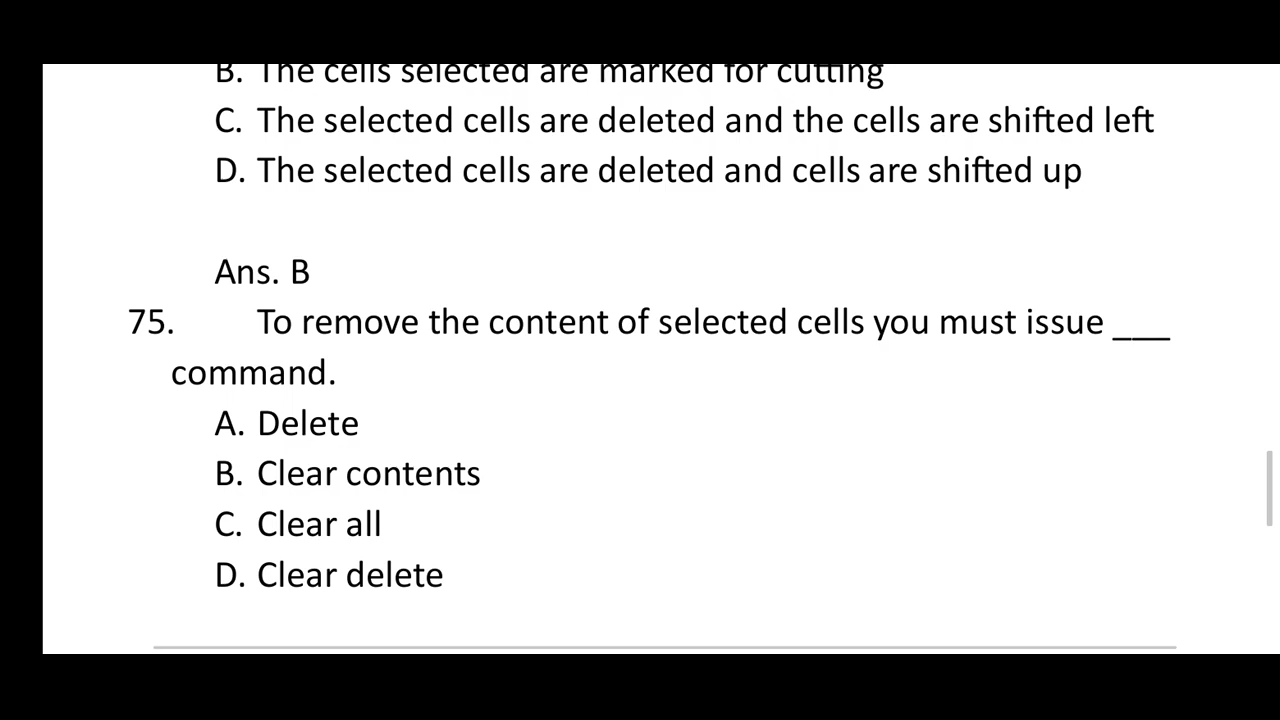 B. The cells selected are marked for cutting
C. The selected cells are deleted and the cells are shifted left
D. The selected cells are deleted and cells are shifted up
Ans. B
75. To remove the content of selected cells you must issue ___
command.
A. Delete
B. Clear contents
C. Clear all
D. Clear delete